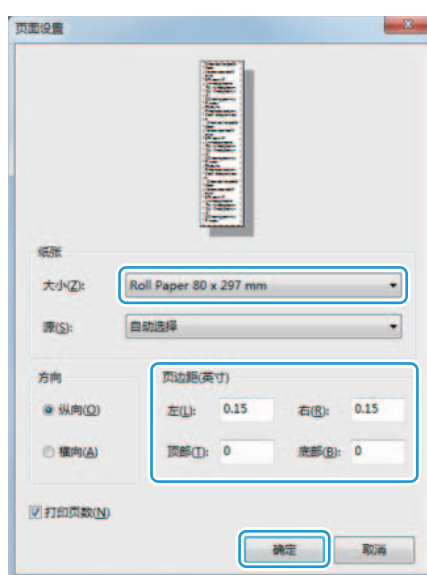 页面设置
纸张
大小(Z): Roll Paper 80 x 297 mm
源(S): 自动选择
方向
纵向(O)
横向(A)
页边距(英寸)
左(L): 0.15 右(R): 0.15
顶部(T): 0 底部(B): 0
打印页数(N)
确定 取消